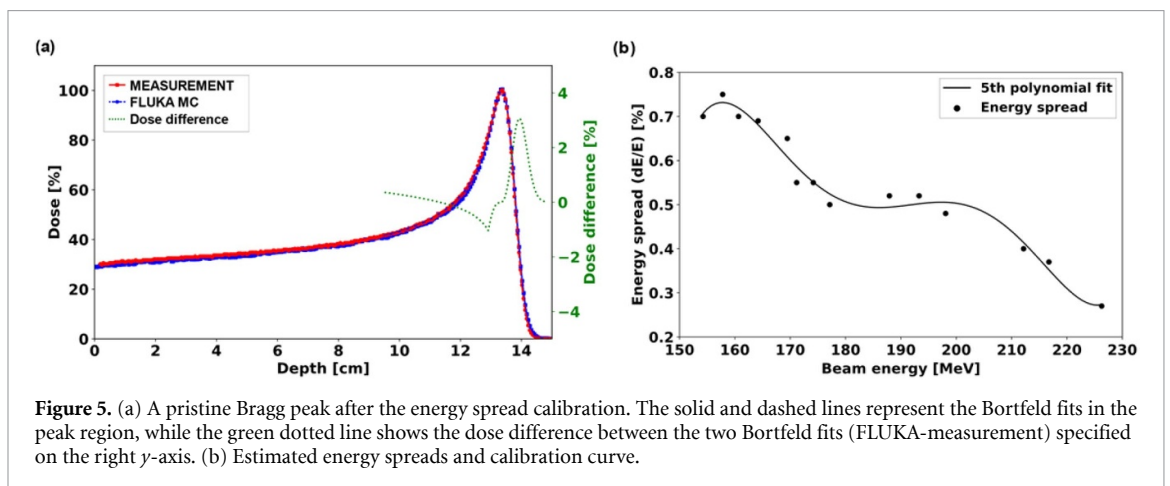 (a)
MEASUREMENT
FLUKA MC
Dose difference
100
80
60
40
20
0
Dose [%]
0 2 4 6 8 10 12 14
Depth [cm]
4
2
0
−2
−4
Dose difference [%]
(b)
5th polynomial fit
Energy spread
0.8
0.7
0.6
0.5
0.4
0.3
0.2
Energy spread (dE/E) [%]
150 160 170 180 190 200 210 220 230
Beam energy [MeV]
Figure 5. (a) A pristine Bragg peak after the energy spread calibration. The solid and dashed lines represent the Bortfeld fits in the
peak region, while the green dotted line shows the dose difference between the two Bortfeld fits (FLUKA-measurement) specified
on the right y-axis. (b) Estimated energy spreads and calibration curve.